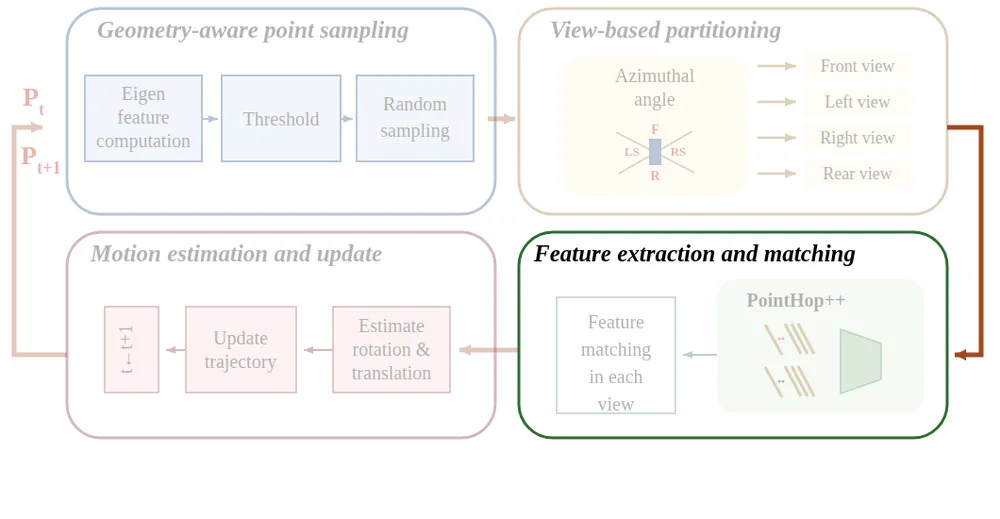 Geometry-aware point sampling
Eigen
feature
computation
Threshold
Random
sampling
View-based partitioning
Azimuthal
angle
F
LS
RS
R
Front view
Left view
Right view
Rear view
Pt
Pt+1
Motion estimation and update
t←t+1
Update
trajectory
Estimate
rotation &
translation
Feature extraction and matching
Feature
matching
in each
view
PointHop++